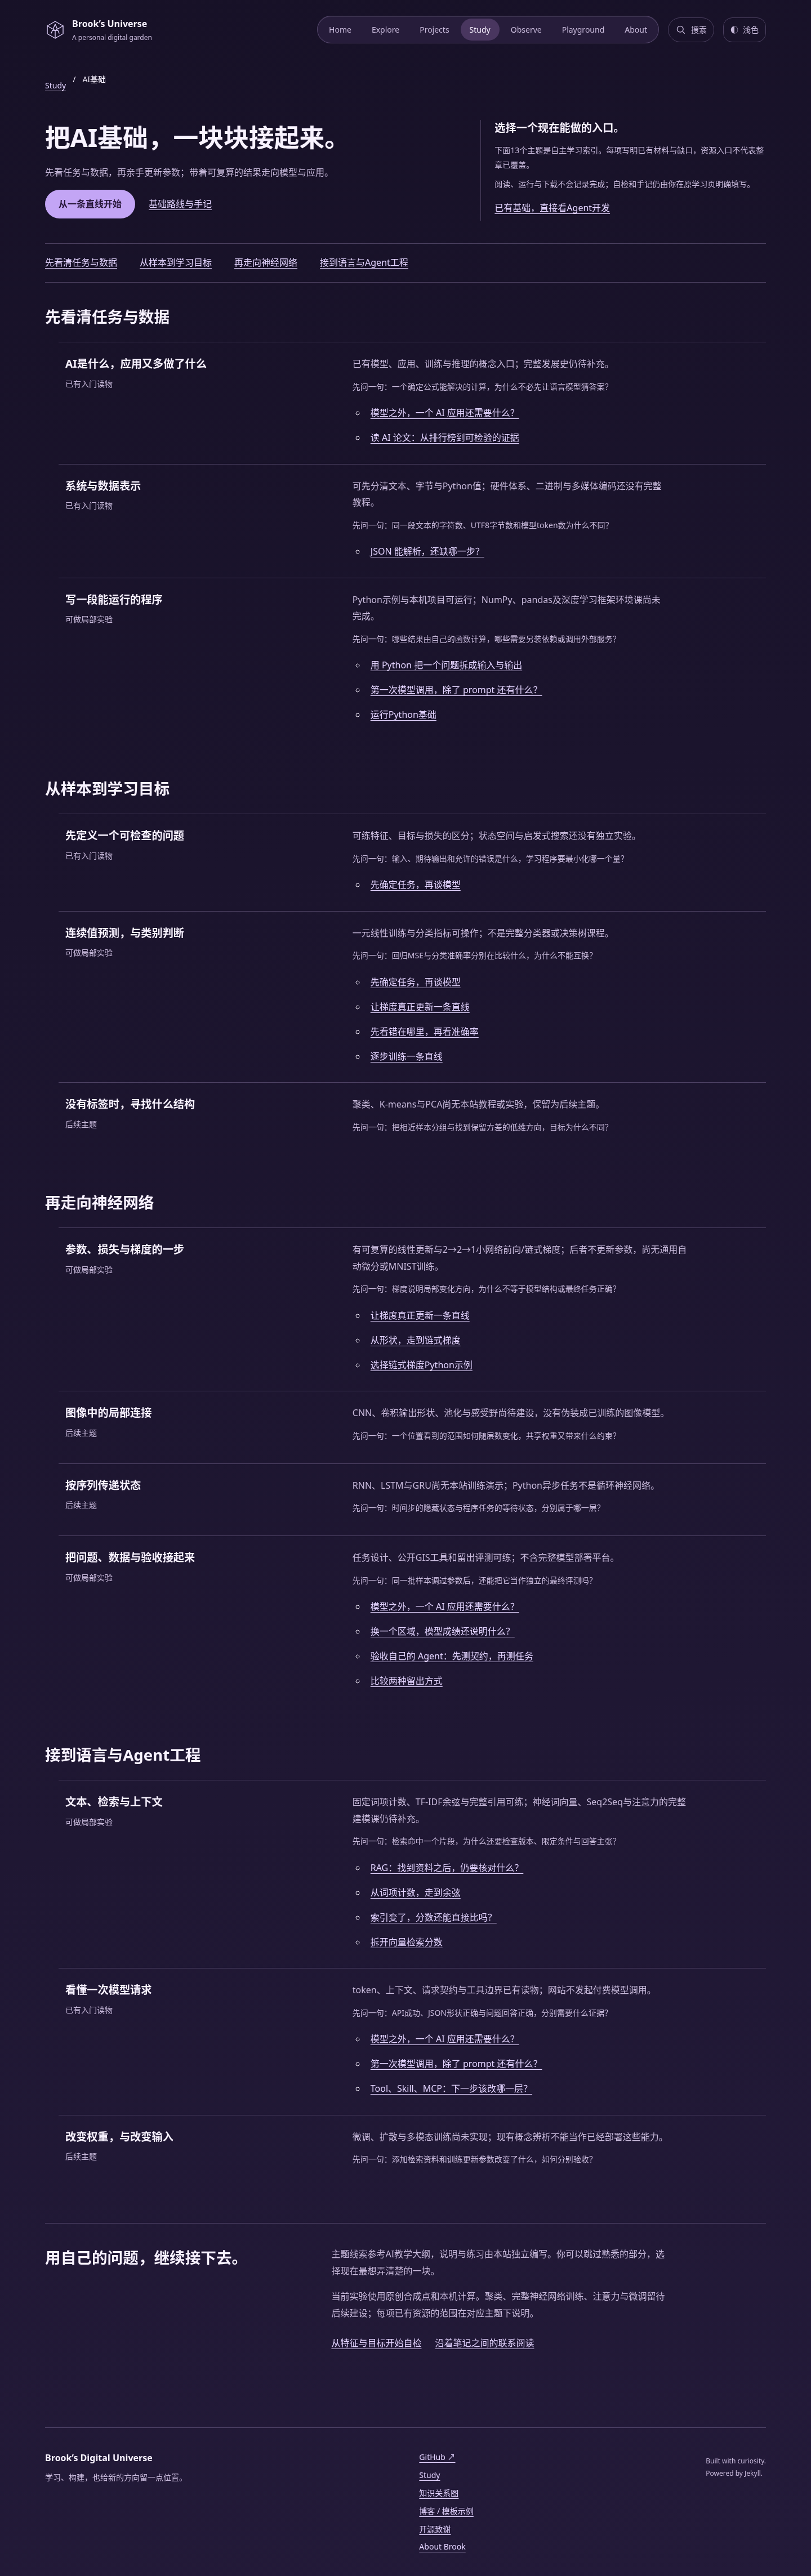 Brook's Universe
A personal digital garden
Home
Explore
Projects
Study
Observe
Playground
About
搜索
浅色
Study / AI基础
把AI基础，一块块接起来。
先看任务与数据，再亲手更新参数；带着可复算的结果走向模型与应用。
从一条直线开始
基础路线与手记
选择一个现在能做的入口。
下面13个主题是自主学习索引。每项写明已有材料与缺口，资源入口不代表整
章已覆盖。
阅读、运行与下载不会记录完成；自检和手记仍由你在原学习页明确填写。
已有基础，直接看Agent开发
先看清任务与数据
从样本到学习目标
再走向神经网络
接到语言与Agent工程
先看清任务与数据
AI是什么，应用又多做了什么
已有入门读物
已有模型、应用、训练与推理的概念入口；完整发展史仍待补充。
先问一句：一个确定公式能解决的计算，为什么不必先让语言模型猜答案？
模型之外，一个 AI 应用还需要什么？
读 AI 论文：从排行榜到可检验的证据
系统与数据表示
已有入门读物
可先分清文本、字节与Python值；硬件体系、二进制与多媒体编码还没有完整
教程。
先问一句：同一段文本的字符数、UTF8字节数和模型token数为什么不同？
JSON 能解析，还缺哪一步？
写一段能运行的程序
可做局部实验
Python示例与本机项目可运行；NumPy、pandas及深度学习框架环境课尚未
完成。
先问一句：哪些结果由自己的函数计算，哪些需要另装依赖或调用外部服务？
用 Python 把一个问题拆成输入与输出
第一次模型调用，除了 prompt 还有什么？
运行Python基础
从样本到学习目标
先定义一个可检查的问题
已有入门读物
可练特征、目标与损失的区分；状态空间与启发式搜索还没有独立实验。
先问一句：输入、期待输出和允许的错误是什么，学习程序要最小化哪一个量？
先确定任务，再谈模型
连续值预测，与类别判断
可做局部实验
一元线性训练与分类指标可操作；不是完整分类器或决策树课程。
先问一句：回归MSE与分类准确率分别在比较什么，为什么不能互换？
先确定任务，再谈模型
让梯度真正更新一条直线
先看错在哪里，再看准确率
逐步训练一条直线
没有标签时，寻找什么结构
后续主题
聚类、K-means与PCA尚无本站教程或实验，保留为后续主题。
先问一句：把相近样本分组与找到保留方差的低维方向，目标为什么不同？
再走向神经网络
参数、损失与梯度的一步
可做局部实验
有可复算的线性更新与2→2→1小网络前向/链式梯度；后者不更新参数，尚无通用自
动微分或MNIST训练。
先问一句：梯度说明局部变化方向，为什么不等于模型结构或最终任务正确？
让梯度真正更新一条直线
从形状，走到链式梯度
选择链式梯度Python示例
图像中的局部连接
后续主题
CNN、卷积输出形状、池化与感受野尚待建设，没有伪装成已训练的图像模型。
先问一句：一个位置看到的范围如何随层数变化，共享权重又带来什么约束？
按序列传递状态
后续主题
RNN、LSTM与GRU尚无本站训练演示；Python异步任务不是循环神经网络。
先问一句：时间步的隐藏状态与程序任务的等待状态，分别属于哪一层？
把问题、数据与验收接起来
可做局部实验
任务设计、公开GIS工具和留出评测可练；不含完整模型部署平台。
先问一句：同一批样本调过参数后，还能把它当作独立的最终评测吗？
模型之外，一个 AI 应用还需要什么？
换一个区域，模型成绩还说明什么？
验收自己的 Agent：先测契约，再测任务
比较两种留出方式
接到语言与Agent工程
文本、检索与上下文
可做局部实验
固定词项计数、TF-IDF余弦与完整引用可练；神经词向量、Seq2Seq与注意力的完整
建模课仍待补充。
先问一句：检索命中一个片段，为什么还要检查版本、限定条件与回答主张？
RAG：找到资料之后，仍要核对什么？
从词项计数，走到余弦
索引变了，分数还能直接比吗？
拆开向量检索分数
看懂一次模型请求
已有入门读物
token、上下文、请求契约与工具边界已有读物；网站不发起付费模型调用。
先问一句：API成功、JSON形状正确与问题回答正确，分别需要什么证据？
模型之外，一个 AI 应用还需要什么？
第一次模型调用，除了 prompt 还有什么？
Tool、Skill、MCP：下一步该改哪一层？
改变权重，与改变输入
后续主题
微调、扩散与多模态训练尚未实现；现有概念辨析不能当作已经部署这些能力。
先问一句：添加检索资料和训练更新参数改变了什么，如何分别验收？
用自己的问题，继续接下去。
主题线索参考AI教学大纲，说明与练习由本站独立编写。你可以跳过熟悉的部分，选
择现在最想弄清楚的一块。
当前实验使用原创合成点和本机计算。聚类、完整神经网络训练、注意力与微调留待
后续建设；每项已有资源的范围在对应主题下说明。
从特征与目标开始自检
沿着笔记之间的联系阅读
Brook's Digital Universe
学习、构建，也给新的方向留一点位置。
GitHub ↗
Study
知识关系图
博客 / 模板示例
开源致谢
About Brook
Built with curiosity.
Powered by Jekyll.